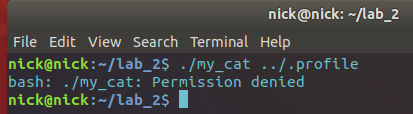 nick@nick: ~/lab_2
File Edit View Search Terminal Help
nick@nick:~/lab_2$ ./my_cat ../.profile
bash: ./my_cat: Permission denied
nick@nick:~/lab_2$